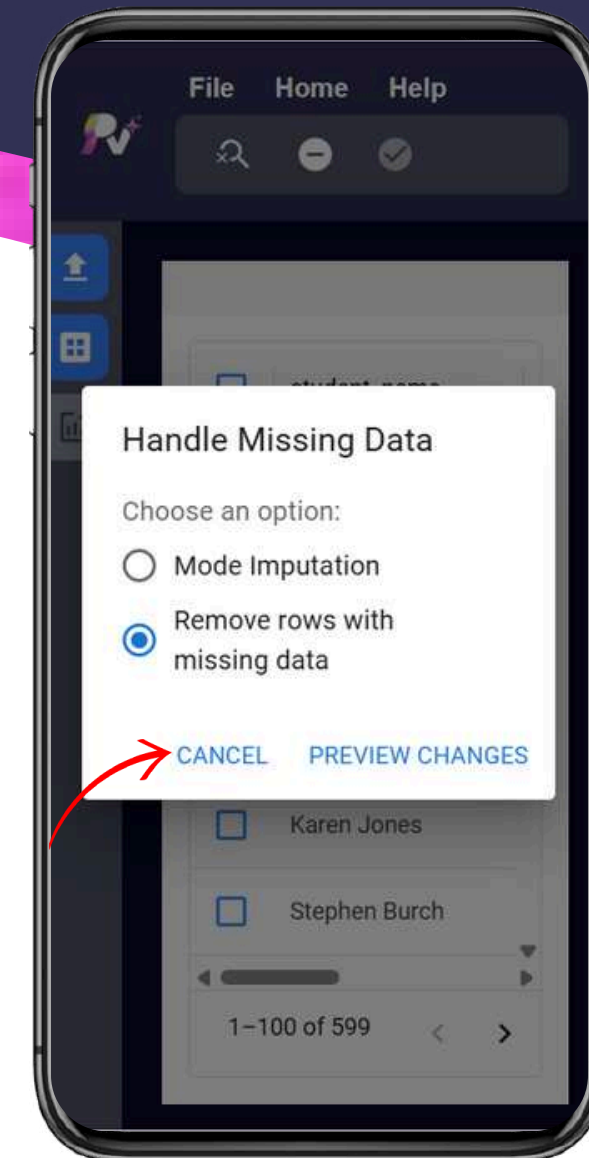 File Home Help
student_name
Handle Missing Data
Choose an option:
Mode Imputation
Remove rows with
missing data
CANCEL PREVIEW CHANGES
Karen Jones
Stephen Burch
1–100 of 599